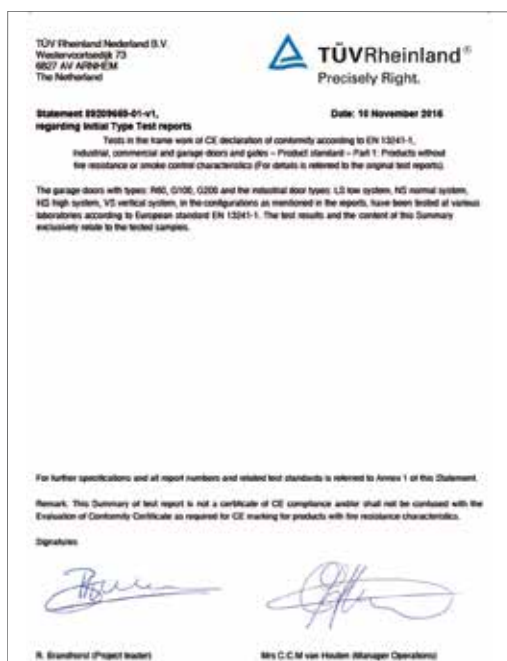 TÜV Rheinland Nederland B.V.
Westervoortsedijk 73
6827 AV ARNHEM
The Netherland
TÜVRheinland®
Precisely Right.
Statement 89209660-01-v1,
regarding Initial Type Test reports
Date: 10 November 2016
Tests in the frame work of CE declaration of conformity according to EN 13241-1,
Industrial, commercial and garage doors and gates – Product standard – Part 1: Products without
fire resistance or smoke control characteristics (For details is referred to the original test reports).
The garage doors with types: R60, G100, G200 and the industrial door types: LS low system, NS normal system,
HS high system, VS vertical system, in the configurations as mentioned in the reports, have been tested at various
laboratories according to European standard EN 13241-1. The test results and the content of this Summary
exclusively relate to the tested samples.
For further specifications and all report numbers and related test standards is referred to Annex 1 of this Statement.
Remark: This Summary of test report is not a certificate of CE compliance and/or shall not be confused with the
Evaluation of Conformity Certificate as required for CE marking for products with fire resistance characteristics.
Signatures:
R. Brandhorst (Project leader)
Mrs C.C.M van Houten (Manager Operations)